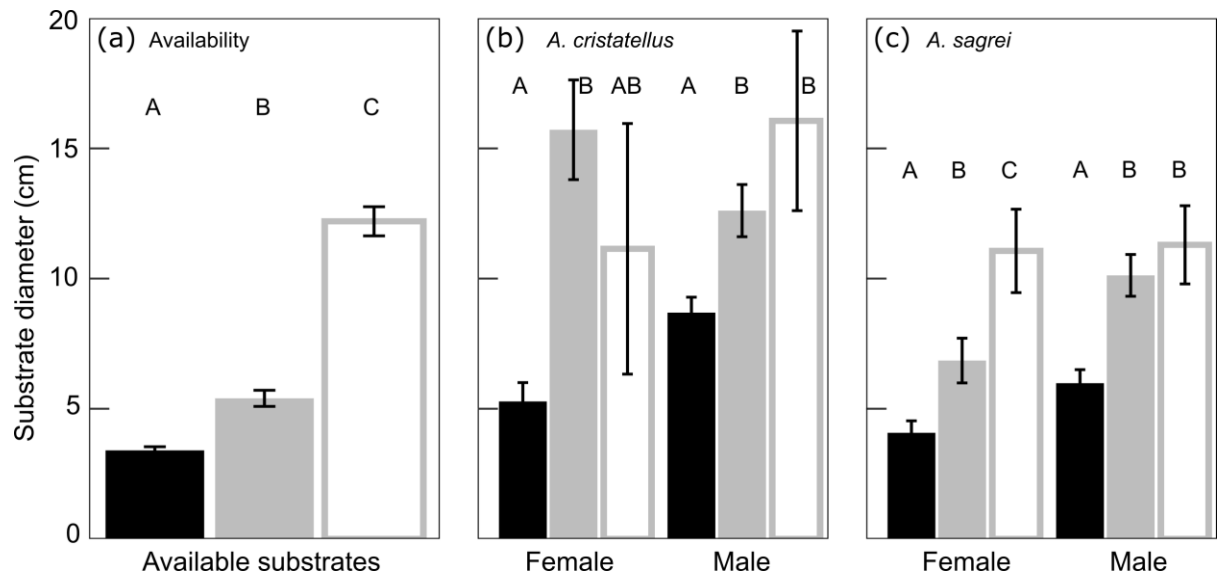 20
(a) Availability
(b) A. cristatellus
(c) A. sagrei
A B C
A B AB A B B
A B C A B B
15
10
5
0
Substrate diameter (cm)
Available substrates
Female Male
Female Male